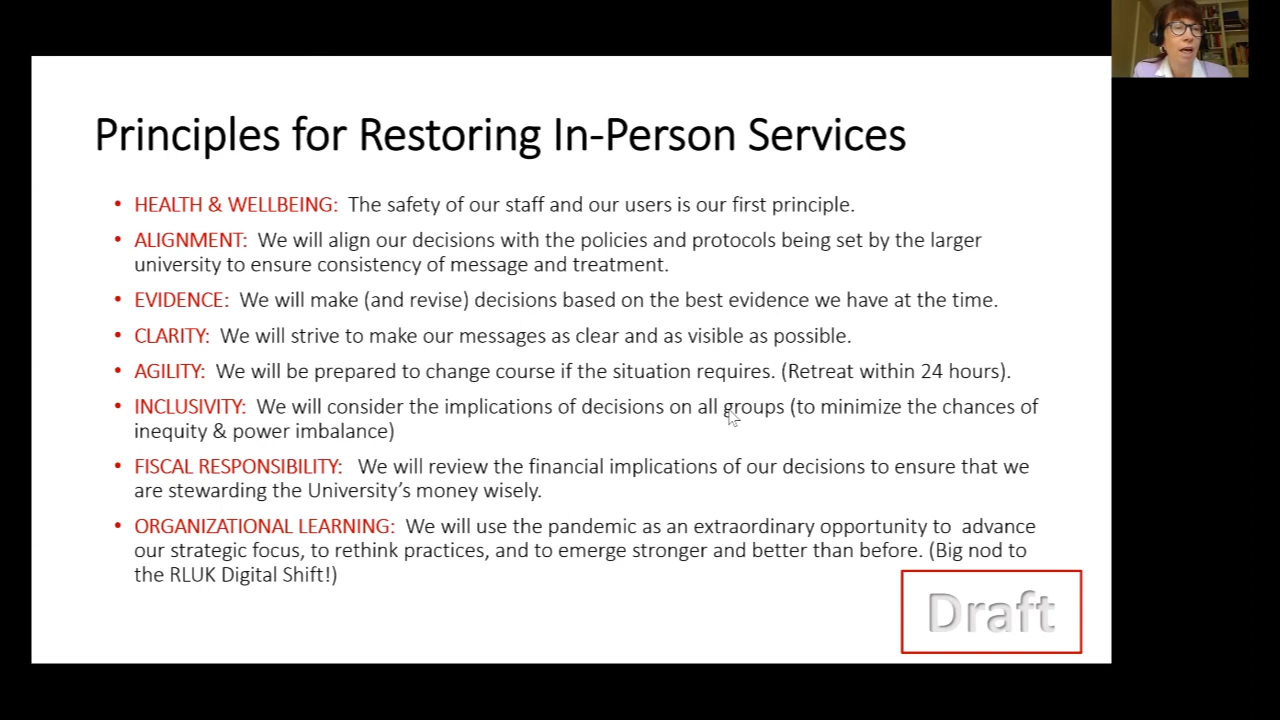 Principles for Restoring In-Person Services
• HEALTH & WELLBEING: The safety of our staff and our users is our first principle.
• ALIGNMENT: We will align our decisions with the policies and protocols being set by the larger
university to ensure consistency of message and treatment.
• EVIDENCE: We will make (and revise) decisions based on the best evidence we have at the time.
• CLARITY: We will strive to make our messages as clear and as visible as possible.
• AGILITY: We will be prepared to change course if the situation requires. (Retreat within 24 hours).
• INCLUSIVITY: We will consider the implications of decisions on all groups (to minimize the chances of
inequity & power imbalance)
• FISCAL RESPONSIBILITY: We will review the financial implications of our decisions to ensure that we
are stewarding the University's money wisely.
• ORGANIZATIONAL LEARNING: We will use the pandemic as an extraordinary opportunity to advance
our strategic focus, to rethink practices, and to emerge stronger and better than before. (Big nod to
the RLUK Digital Shift!)
Draft